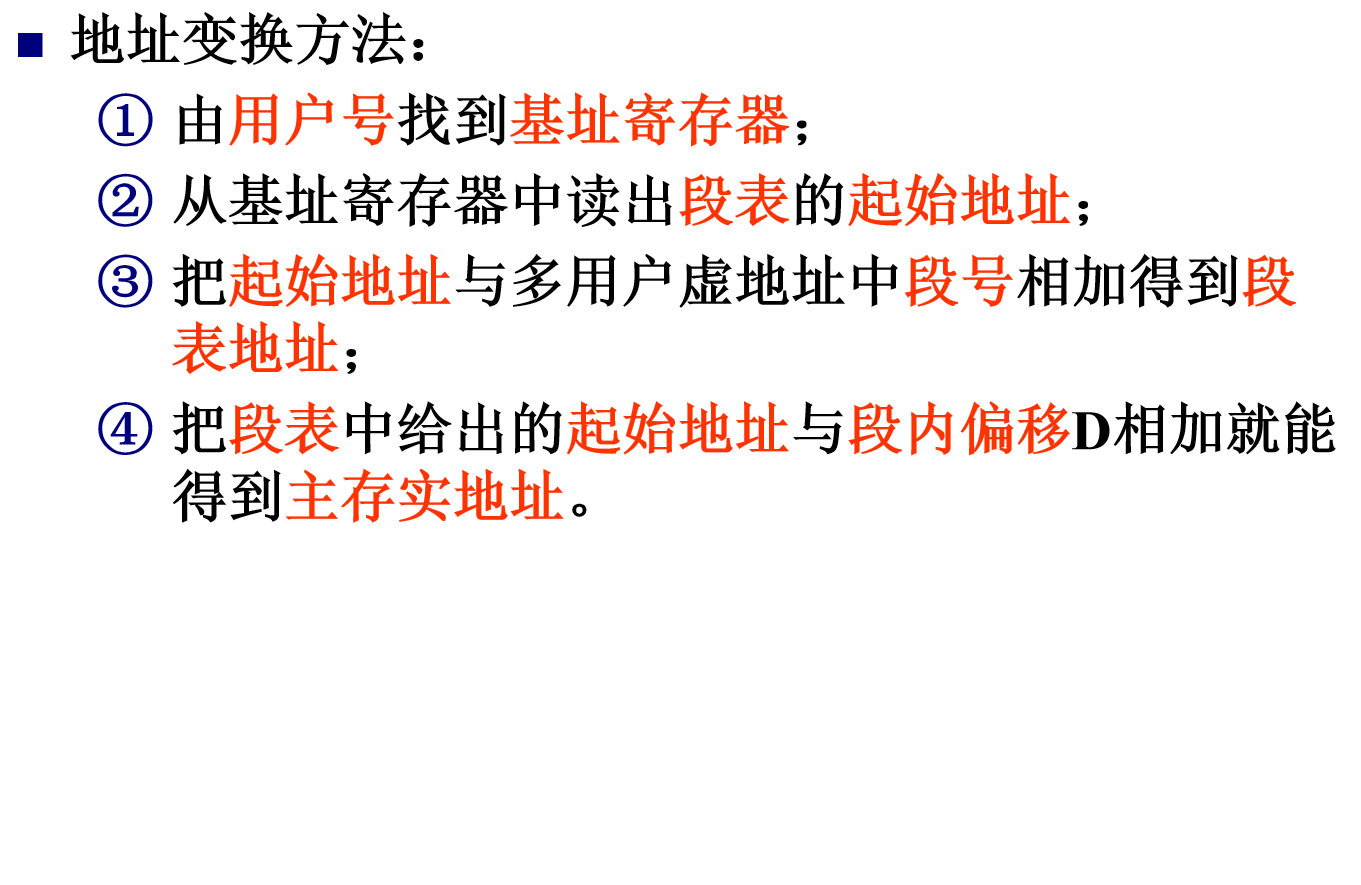 ■ 地址变换方法：
① 由用户号找到基址寄存器；
② 从基址寄存器中读出段表的起始地址；
③ 把起始地址与多用户虚地址中段号相加得到段
表地址；
④ 把段表中给出的起始地址与段内偏移D相加就能
得到主存实地址。